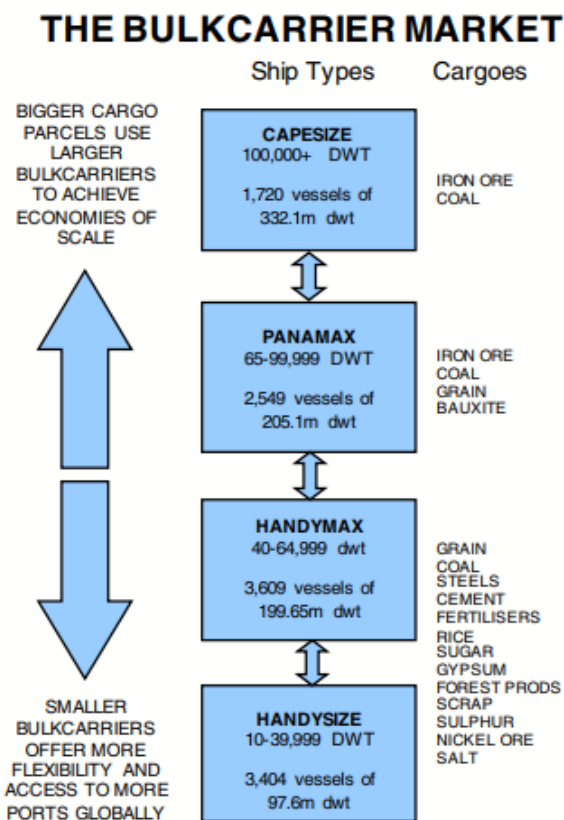 THE BULKCARRIER MARKET
Ship Types
Cargoes
BIGGER CARGO
PARCELS USE
LARGER
BULKCARRIERS
TO ACHIEVE
ECONOMIES OF
SCALE
CAPESIZE
100,000+ DWT
1,720 vessels of
332.1m dwt
IRON ORE
COAL
PANAMAX
65-99,999 DWT
2,549 vessels of
205.1m dwt
IRON ORE
COAL
GRAIN
BAUXITE
HANDYMAX
40-64,999 dwt
3,609 vessels of
199.65m dwt
GRAIN
COAL
STEELS
CEMENT
FERTILISERS
RICE
SUGAR
GYPSUM
FOREST PRODS
SCRAP
SULPHUR
NICKEL ORE
SALT
SMALLER
BULKCARRIERS
OFFER MORE
FLEXIBILITY AND
ACCESS TO MORE
PORTS GLOBALLY
HANDYSIZE
10-39,999 DWT
3,404 vessels of
97.6m dwt